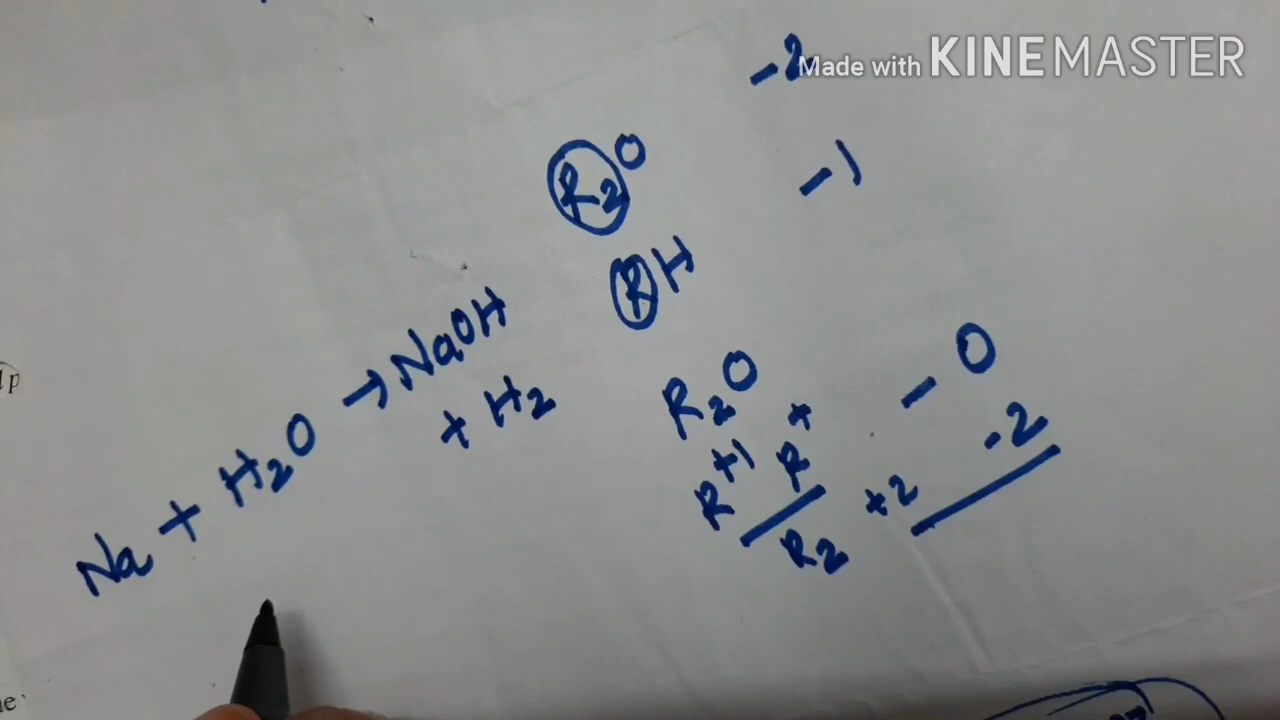 Made with KINEMASTER
-2
R2O
-1
RH
Na + H2O → NaOH
+ H2
R2O
- O
R+1 R+
-2
R2 +2